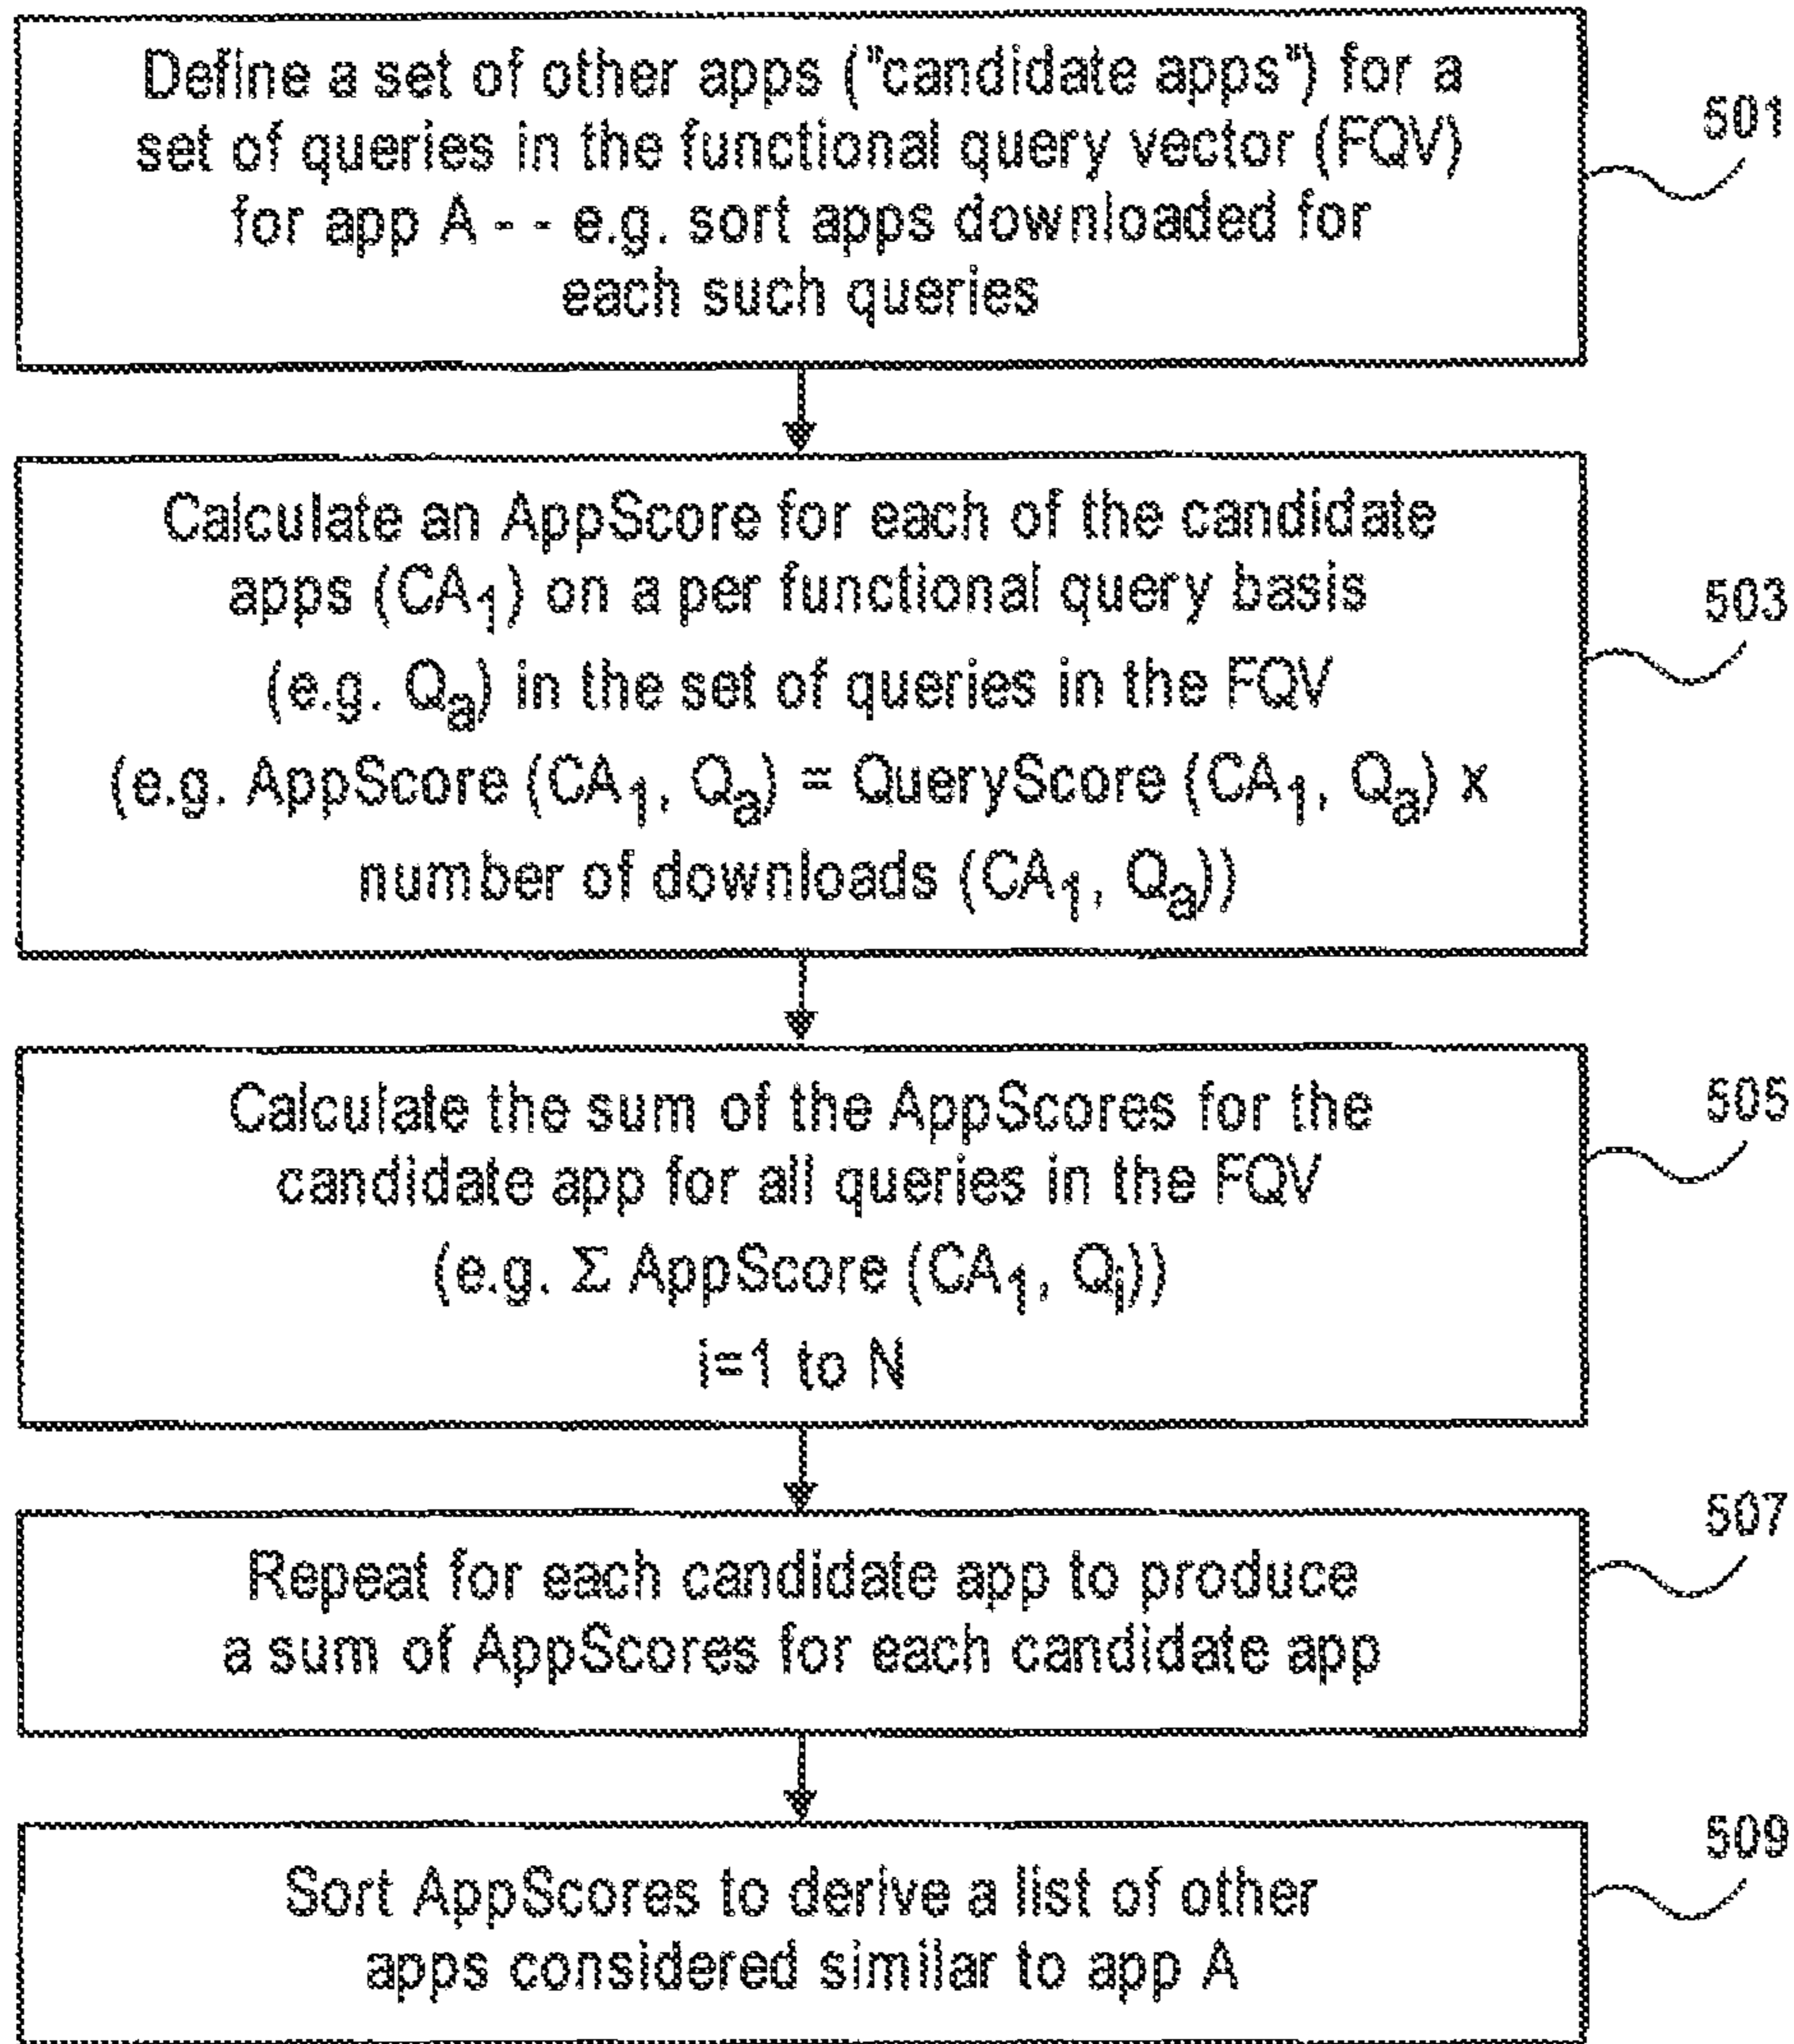 Define a set of other apps ("candidate apps") for a
set of queries in the functional query vector (FQV)
for app A - - e.g. sort apps downloaded for
each such queries
501
Calculate an AppScore for each of the candidate
apps (CA1) on a per functional query basis
(e.g. Qa) in the set of queries in the FQV
(e.g. AppScore (CA1, Qa) = QueryScore (CA1, Qa) x
number of downloads (CA1, Qa))
503
Calculate the sum of the AppScores for the
candidate app for all queries in the FQV
(e.g. Σ AppScore (CA1, Qi))
i=1 to N
505
Repeat for each candidate app to produce
a sum of AppScores for each candidate app
507
Sort AppScores to derive a list of other
apps considered similar to app A
509